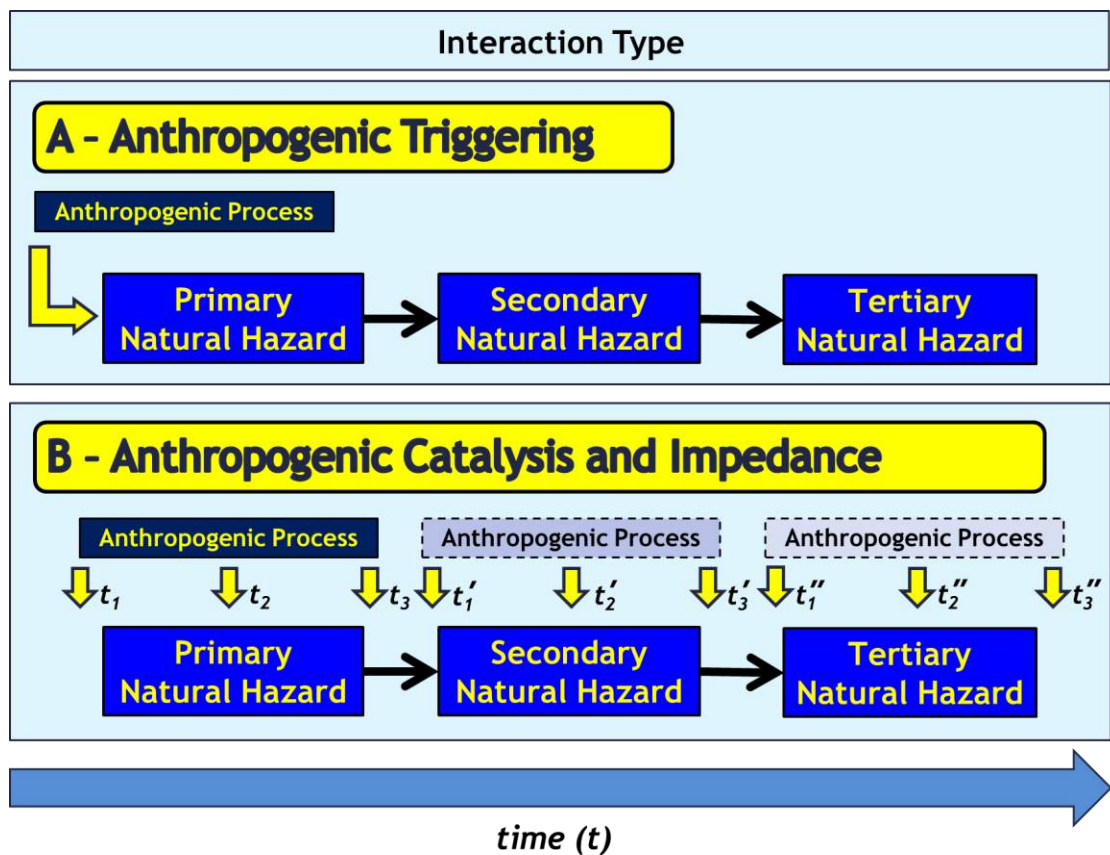 Interaction Type
A – Anthropogenic Triggering
Anthropogenic Process
Primary
Natural Hazard
Secondary
Natural Hazard
Tertiary
Natural Hazard
B – Anthropogenic Catalysis and Impedance
Anthropogenic Process
Anthropogenic Process
Anthropogenic Process
t₁ t₂ t₃ t₁′ t₂′ t₃′ t₁″ t₂″ t₃″
Primary
Natural Hazard
Secondary
Natural Hazard
Tertiary
Natural Hazard
time (t)